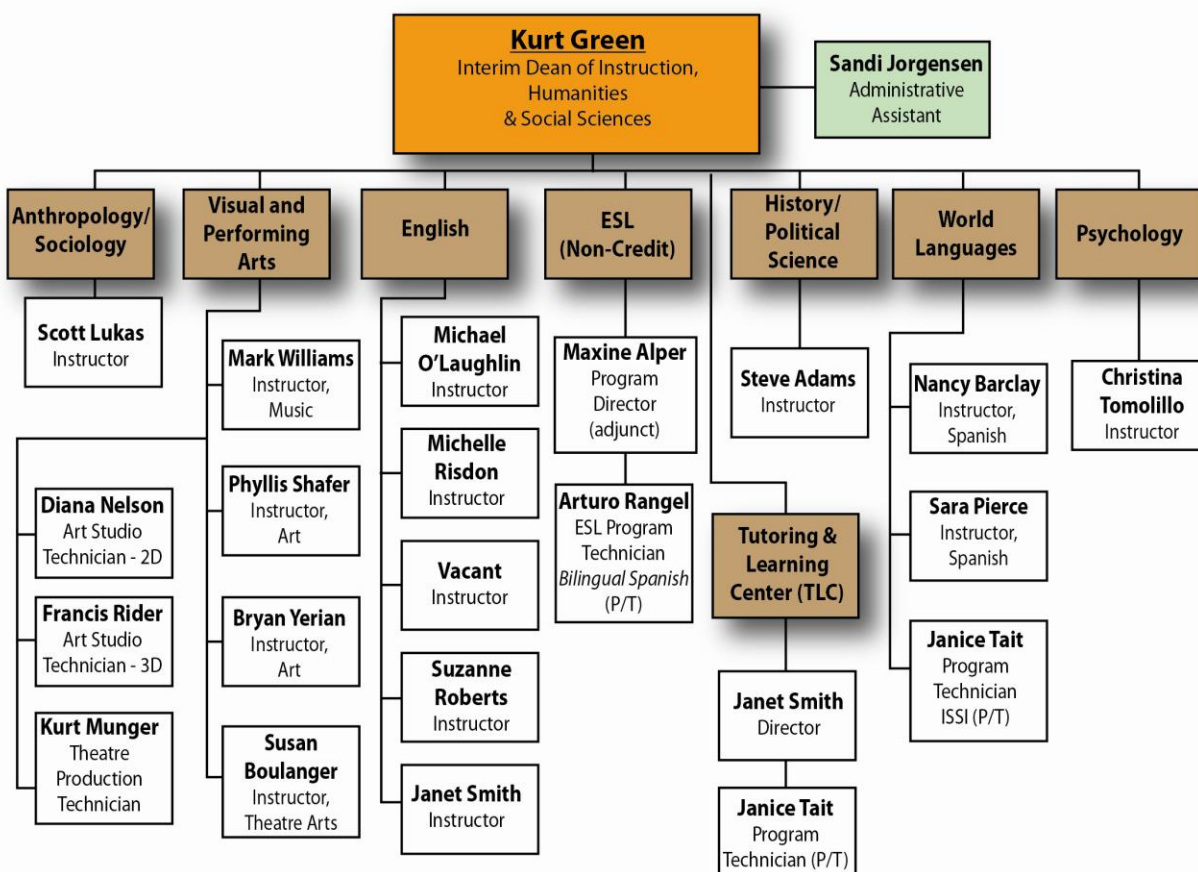 Kurt Green
Interim Dean of Instruction,
Humanities
& Social Sciences
Sandi Jorgensen
Administrative
Assistant
Anthropology/
Sociology
Scott Lukas
Instructor
Visual and
Performing
Arts
Mark Williams
Instructor,
Music
Phyllis Shafer
Instructor,
Art
Bryan Yerian
Instructor,
Art
Susan
Boulanger
Instructor,
Theatre Arts
Diana Nelson
Art Studio
Technician - 2D
Francis Rider
Art Studio
Technician - 3D
Kurt Munger
Theatre
Production
Technician
English
Michael
O’Laughlin
Instructor
Michelle
Risdon
Instructor
Vacant
Instructor
Suzanne
Roberts
Instructor
Janet Smith
Instructor
ESL
(Non-Credit)
Maxine Alper
Program
Director
(adjunct)
Arturo Rangel
ESL Program
Technician
Bilingual Spanish
(P/T)
Tutoring &
Learning
Center (TLC)
Janet Smith
Director
Janice Tait
Program
Technician (P/T)
History/
Political
Science
Steve Adams
Instructor
World
Languages
Nancy Barclay
Instructor,
Spanish
Sara Pierce
Instructor,
Spanish
Janice Tait
Program
Technician
ISSI (P/T)
Psychology
Christina
Tomolillo
Instructor